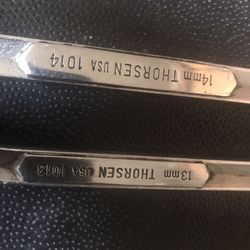 14mm THORSEN USA 1014
13mm THORSEN USA 1013